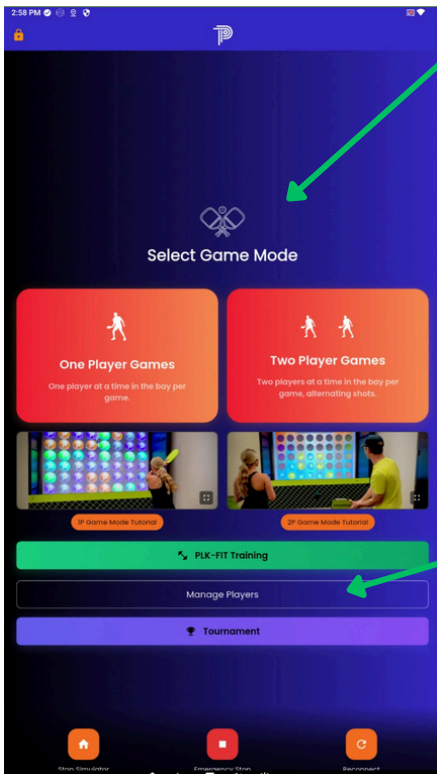 2:58 PM
Select Game Mode
One Player Games
One player at a time in the bay per
game.
Two Player Games
Two players at a time in the bay per
game, alternating shots.
1P Game Mode Tutorial
2P Game Mode Tutorial
PLK-FIT Training
Manage Players
Tournament
Stop Simulator
Emergency Stop
Reconnect